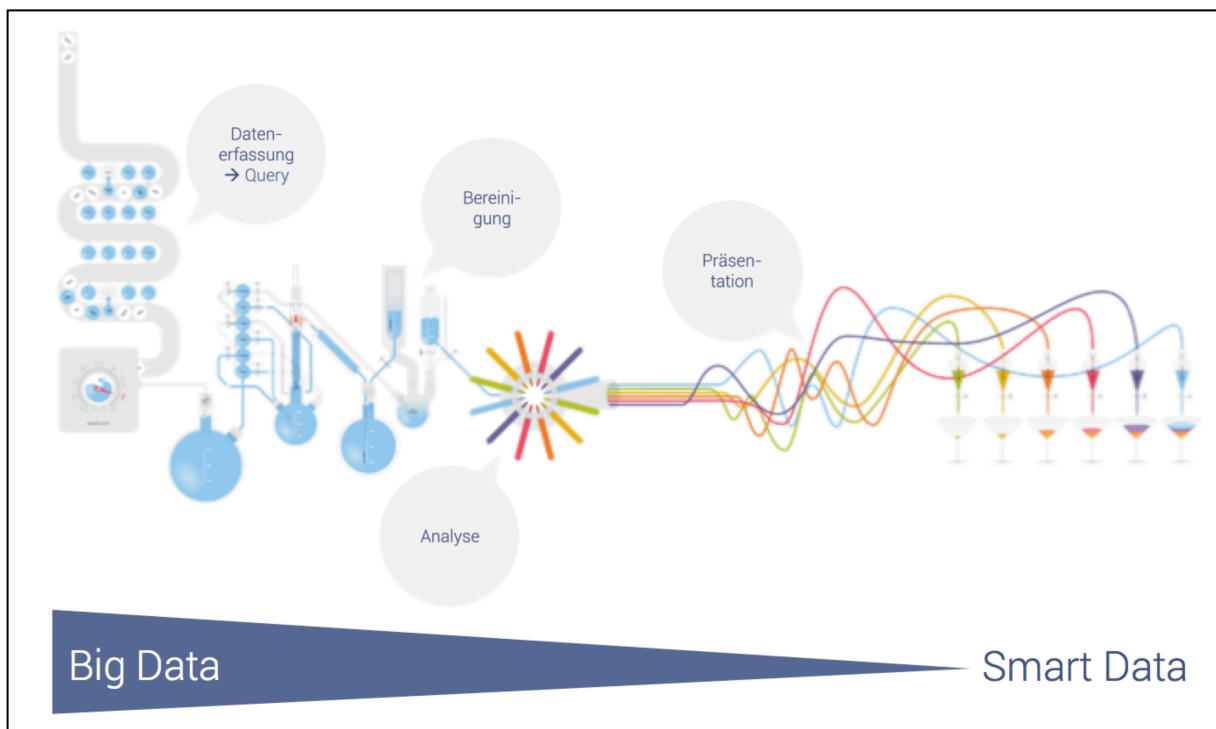 Daten-
erfassung
→ Query
Bereini-
gung
Präsen-
tation
Analyse
Big Data
Smart Data